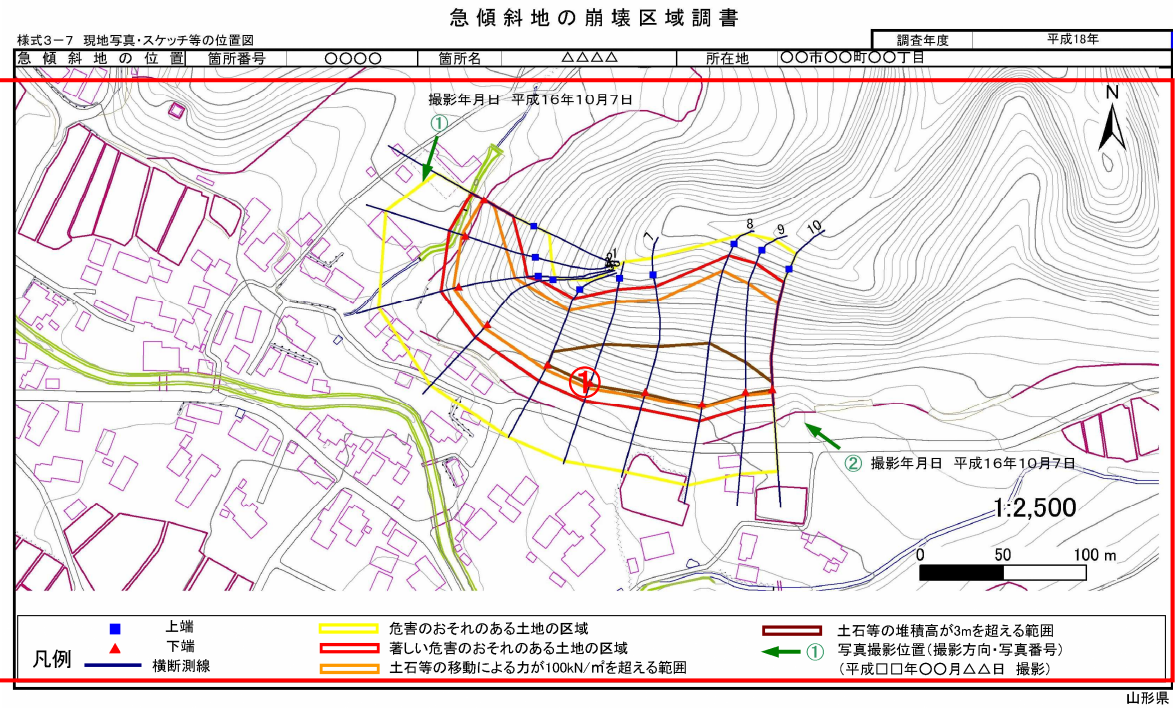 急傾斜地の崩壊区域調書
様式3－7 現地写真・スケッチ等の位置図
調査年度 平成18年
急傾斜地の位置 箇所番号 〇〇〇〇 箇所名 △△△△ 所在地 〇〇市〇〇町〇〇丁目
撮影年月日 平成16年10月7日
①
N
7 8 9 10
①
② 撮影年月日 平成16年10月7日
1:2,500
0 50 100 m
凡例
上端
下端
横断測線
危害のおそれのある土地の区域
著しい危害のおそれのある土地の区域
土石等の移動による力が100kN/㎡を超える範囲
土石等の堆積高が3mを超える範囲
① 写真撮影位置(撮影方向・写真番号)
(平成□□年〇〇月△△日 撮影)
山形県